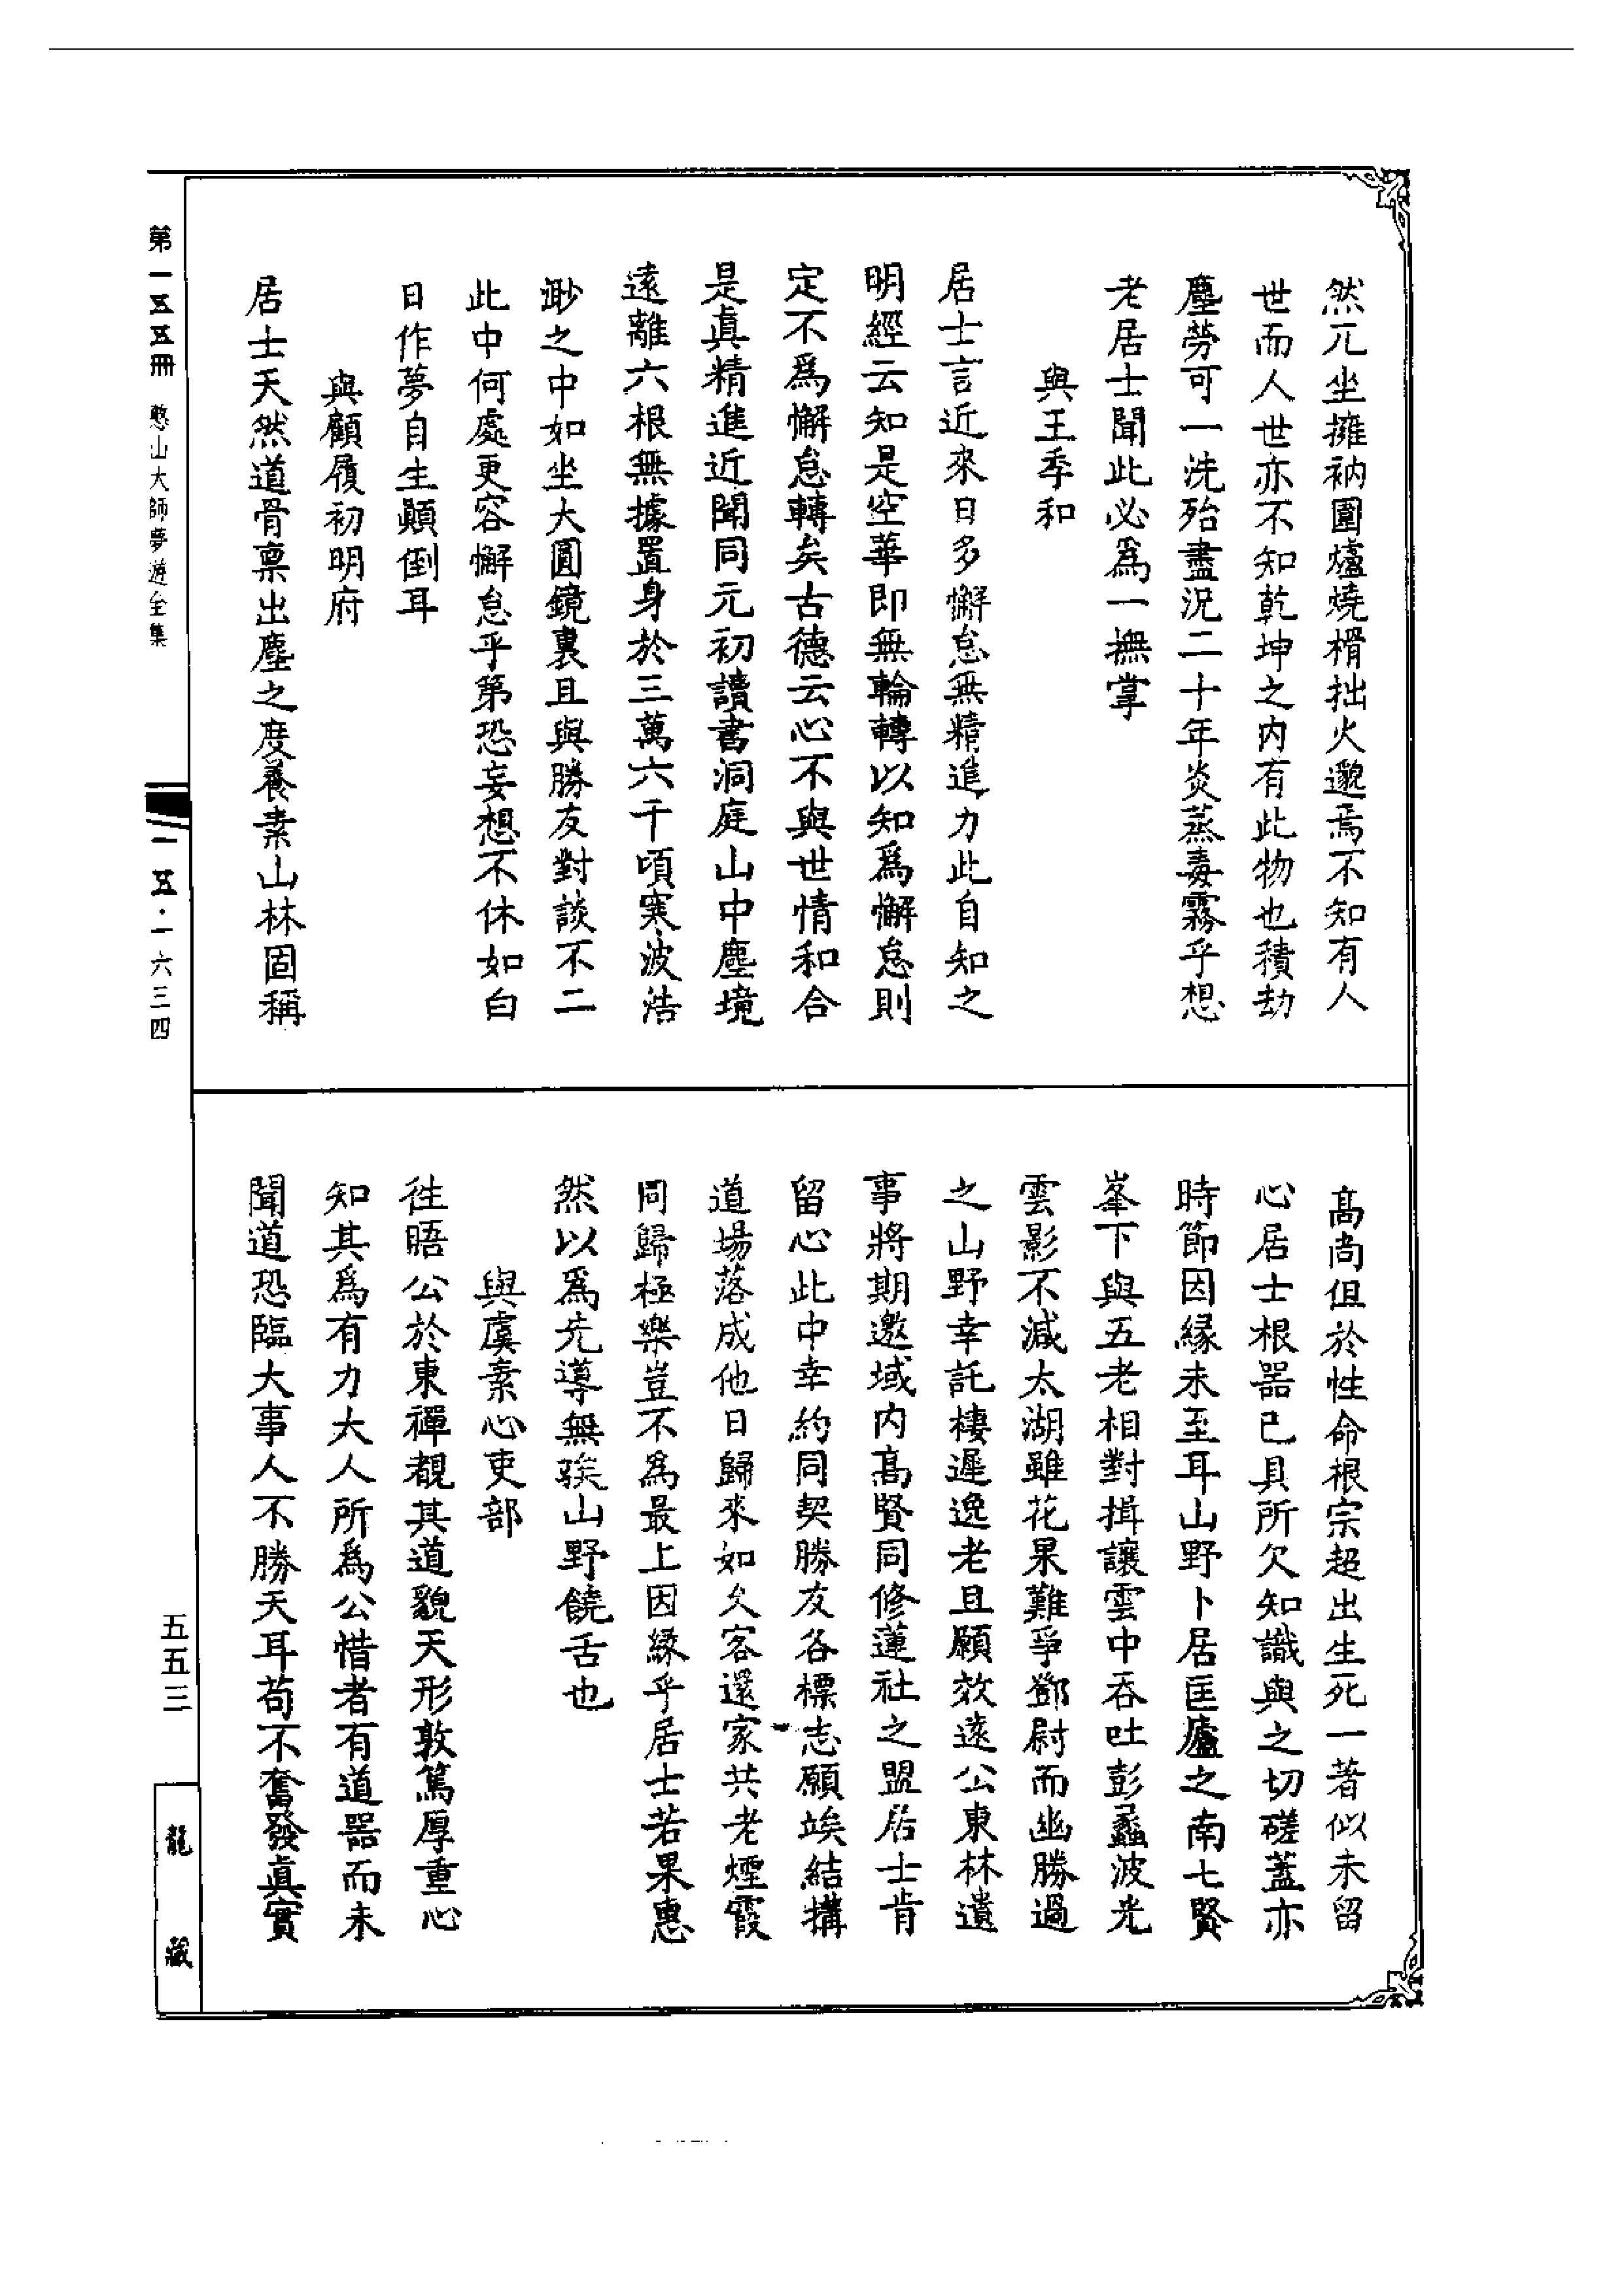 然兀坐擁衲圍爐燒榾拙火邈焉不知有人
世而人世亦不知乾坤之内有此物也積劫
塵勞可一洗殆盡況二十年炎蒸毒霧乎想
老居士聞此必爲一撫掌
與王季和
居士言近來日多懈怠無精進力此自知之
明經云知是空華即無輪轉以知爲懈怠則
定不爲懈怠轉矣古德云心不與世情和合
是眞精進近聞同元初讀書洞庭山中塵境
遠離六根無據置身於三萬六千頃寒波浩
渺之中如坐大圓鏡裏且與勝友對談不二
此中何處更容懈怠乎第恐妄想不休如白
日作夢自生顛倒耳
與顧履初明府
居士天然道骨稟出塵之度養素山林固稱
高尚但於性命根宗超出生死一著似未留
心居士根器已具所欠知識與之切磋蓋亦
時節因緣未至耳山野卜居匡廬之南七賢
峯下與五老相對揖讓雲中吞吐彭蠡波光
雲影不減太湖雖花果難爭鄧尉而幽勝過
之山野幸託棲遲逸老且願效遠公東林遺
事將期邀域内高賢同修蓮社之盟居士肯
留心此中幸約同契勝友各標志願竢結搆
道場落成他日歸來如久客還家共老煙霞
同歸極樂豈不爲最上因緣乎居士若果惠
然以爲先導無猤山野饒舌也
與虞素心吏部
徃晤公於東禪覩其道貌天形敦篤厚重心
知其爲有力大人所爲公惜者有道器而未
聞道恐臨大事人不勝天耳苟不奮發眞實
第一五五冊 憨山大師夢遊全集
一五五·一六三四
五五三
龍藏